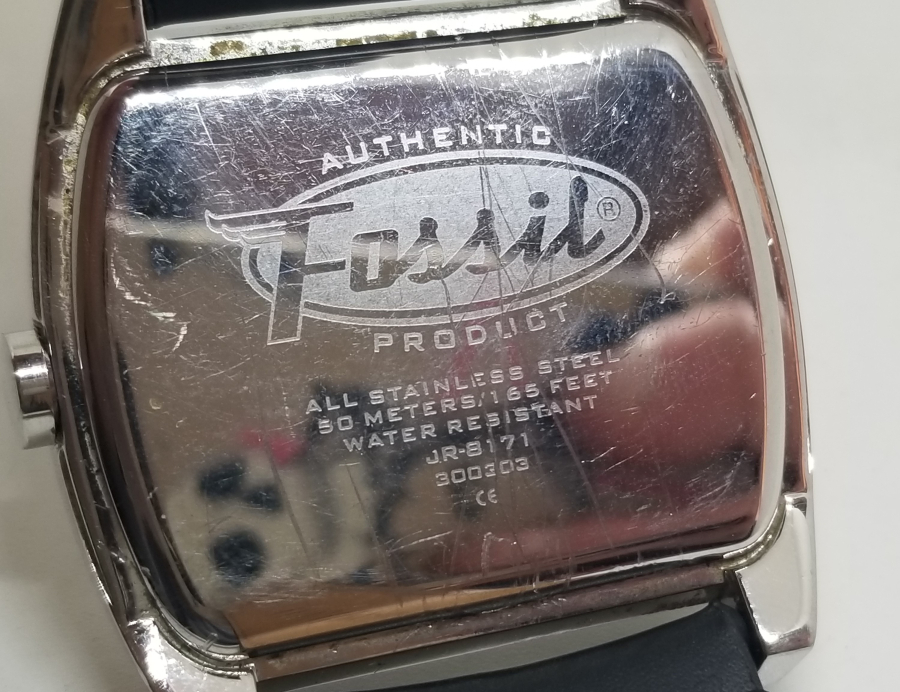 AUTHENTIC
Fossil®
PRODUCT
ALL STAINLESS STEEL
50 METERS/165 FEET
WATER RESISTANT
JR-8171
300303
CE